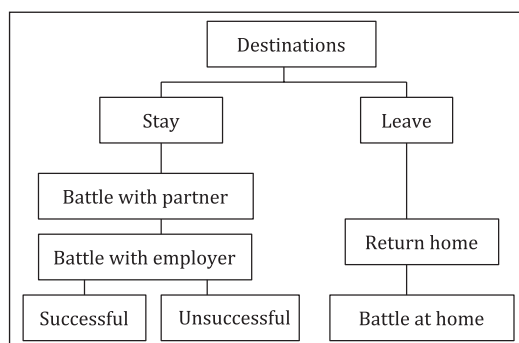 Destinations
Stay
Leave
Battle with partner
Battle with employer
Return home
Successful
Unsuccessful
Battle at home